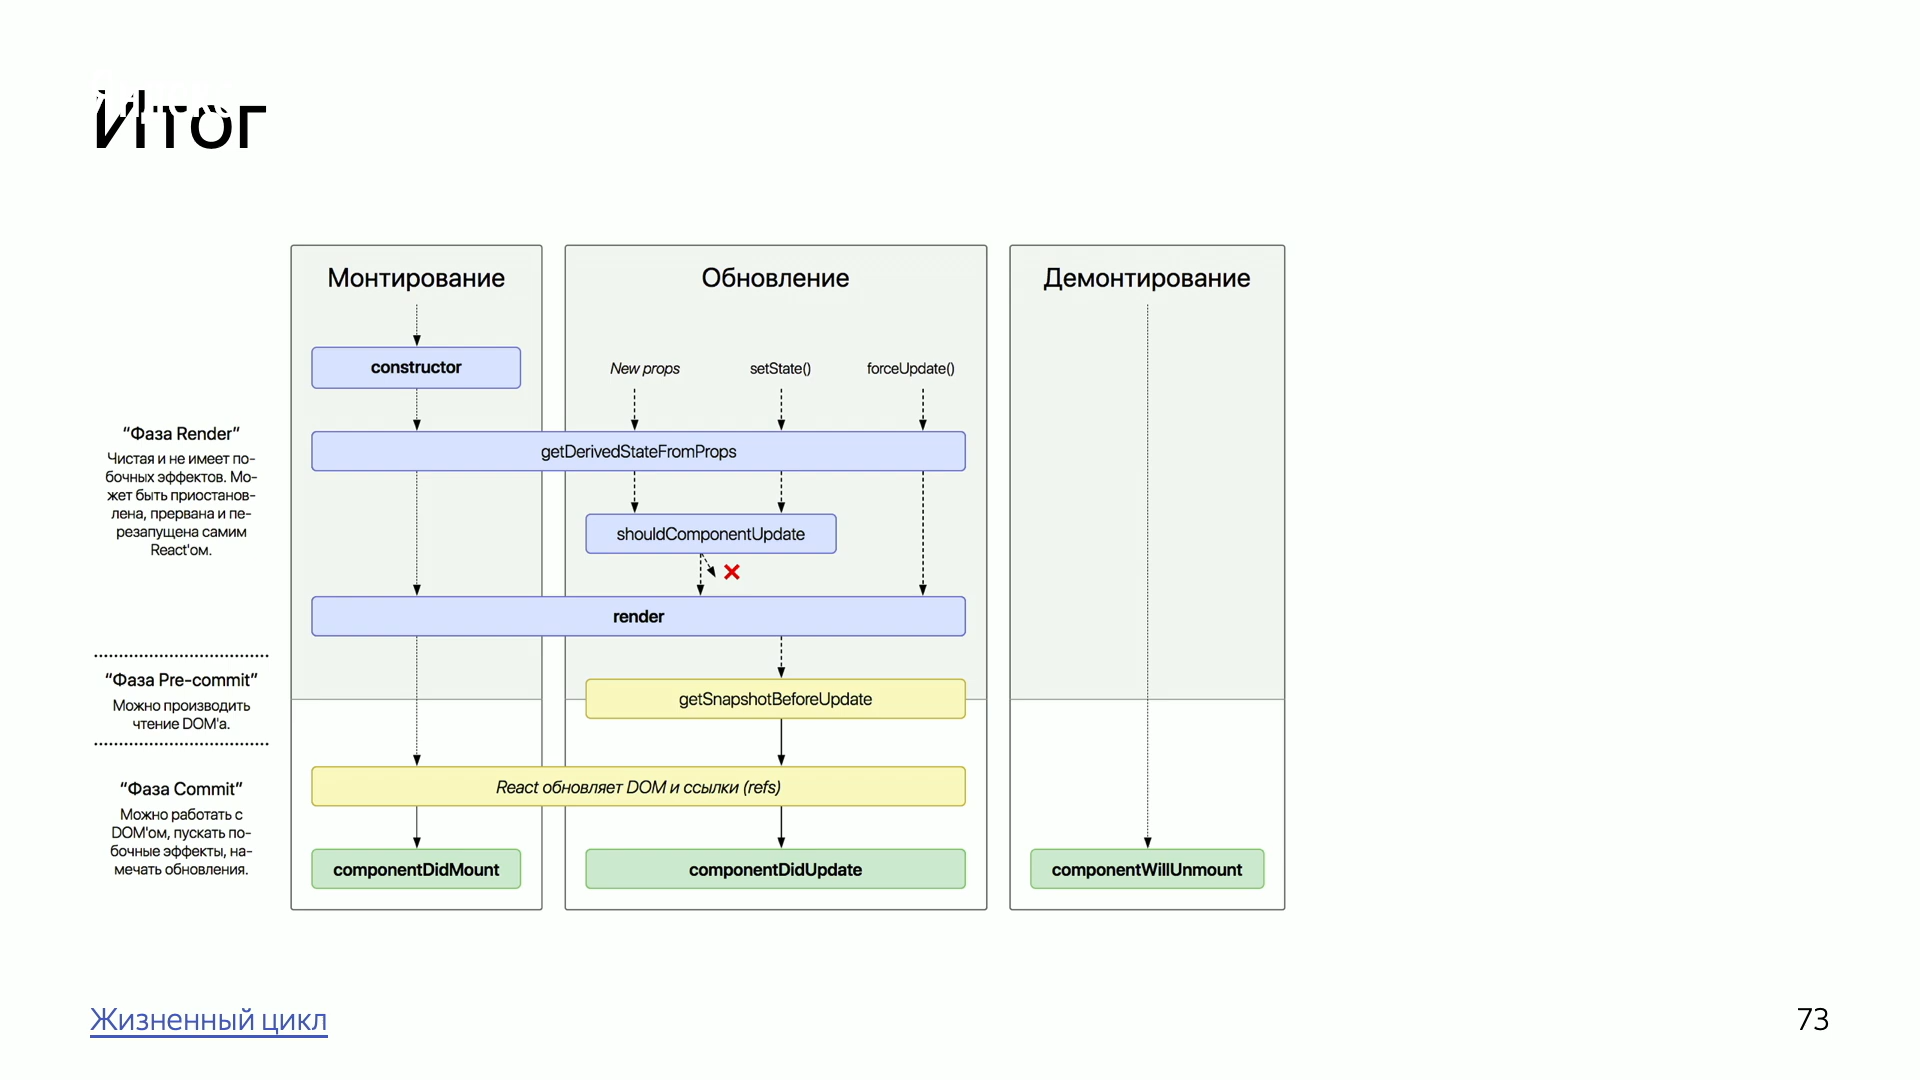 Итог
Монтирование
Обновление
Демонтирование
constructor
New props
setState()
forceUpdate()
“Фаза Render”
Чистая и не имеет по-
бочных эффектов. Мо-
жет быть приостанов-
лена, прервана и пе-
резапущена самим
React'ом.
getDerivedStateFromProps
shouldComponentUpdate
render
“Фаза Pre-commit”
Можно производить
чтение DOM'a.
getSnapshotBeforeUpdate
“Фаза Commit”
Можно работать с
DOM'ом, пускать по-
бочные эффекты, на-
мечать обновления.
React обновляет DOM и ссылки (refs)
componentDidMount
componentDidUpdate
componentWillUnmount
Жизненный цикл
73